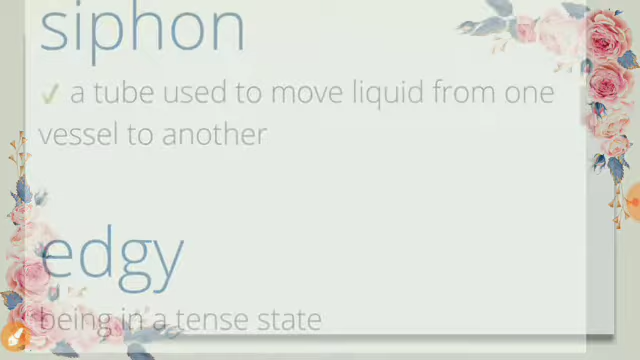 siphon
✓ a tube used to move liquid from one
vessel to another
edgy
being in a tense state